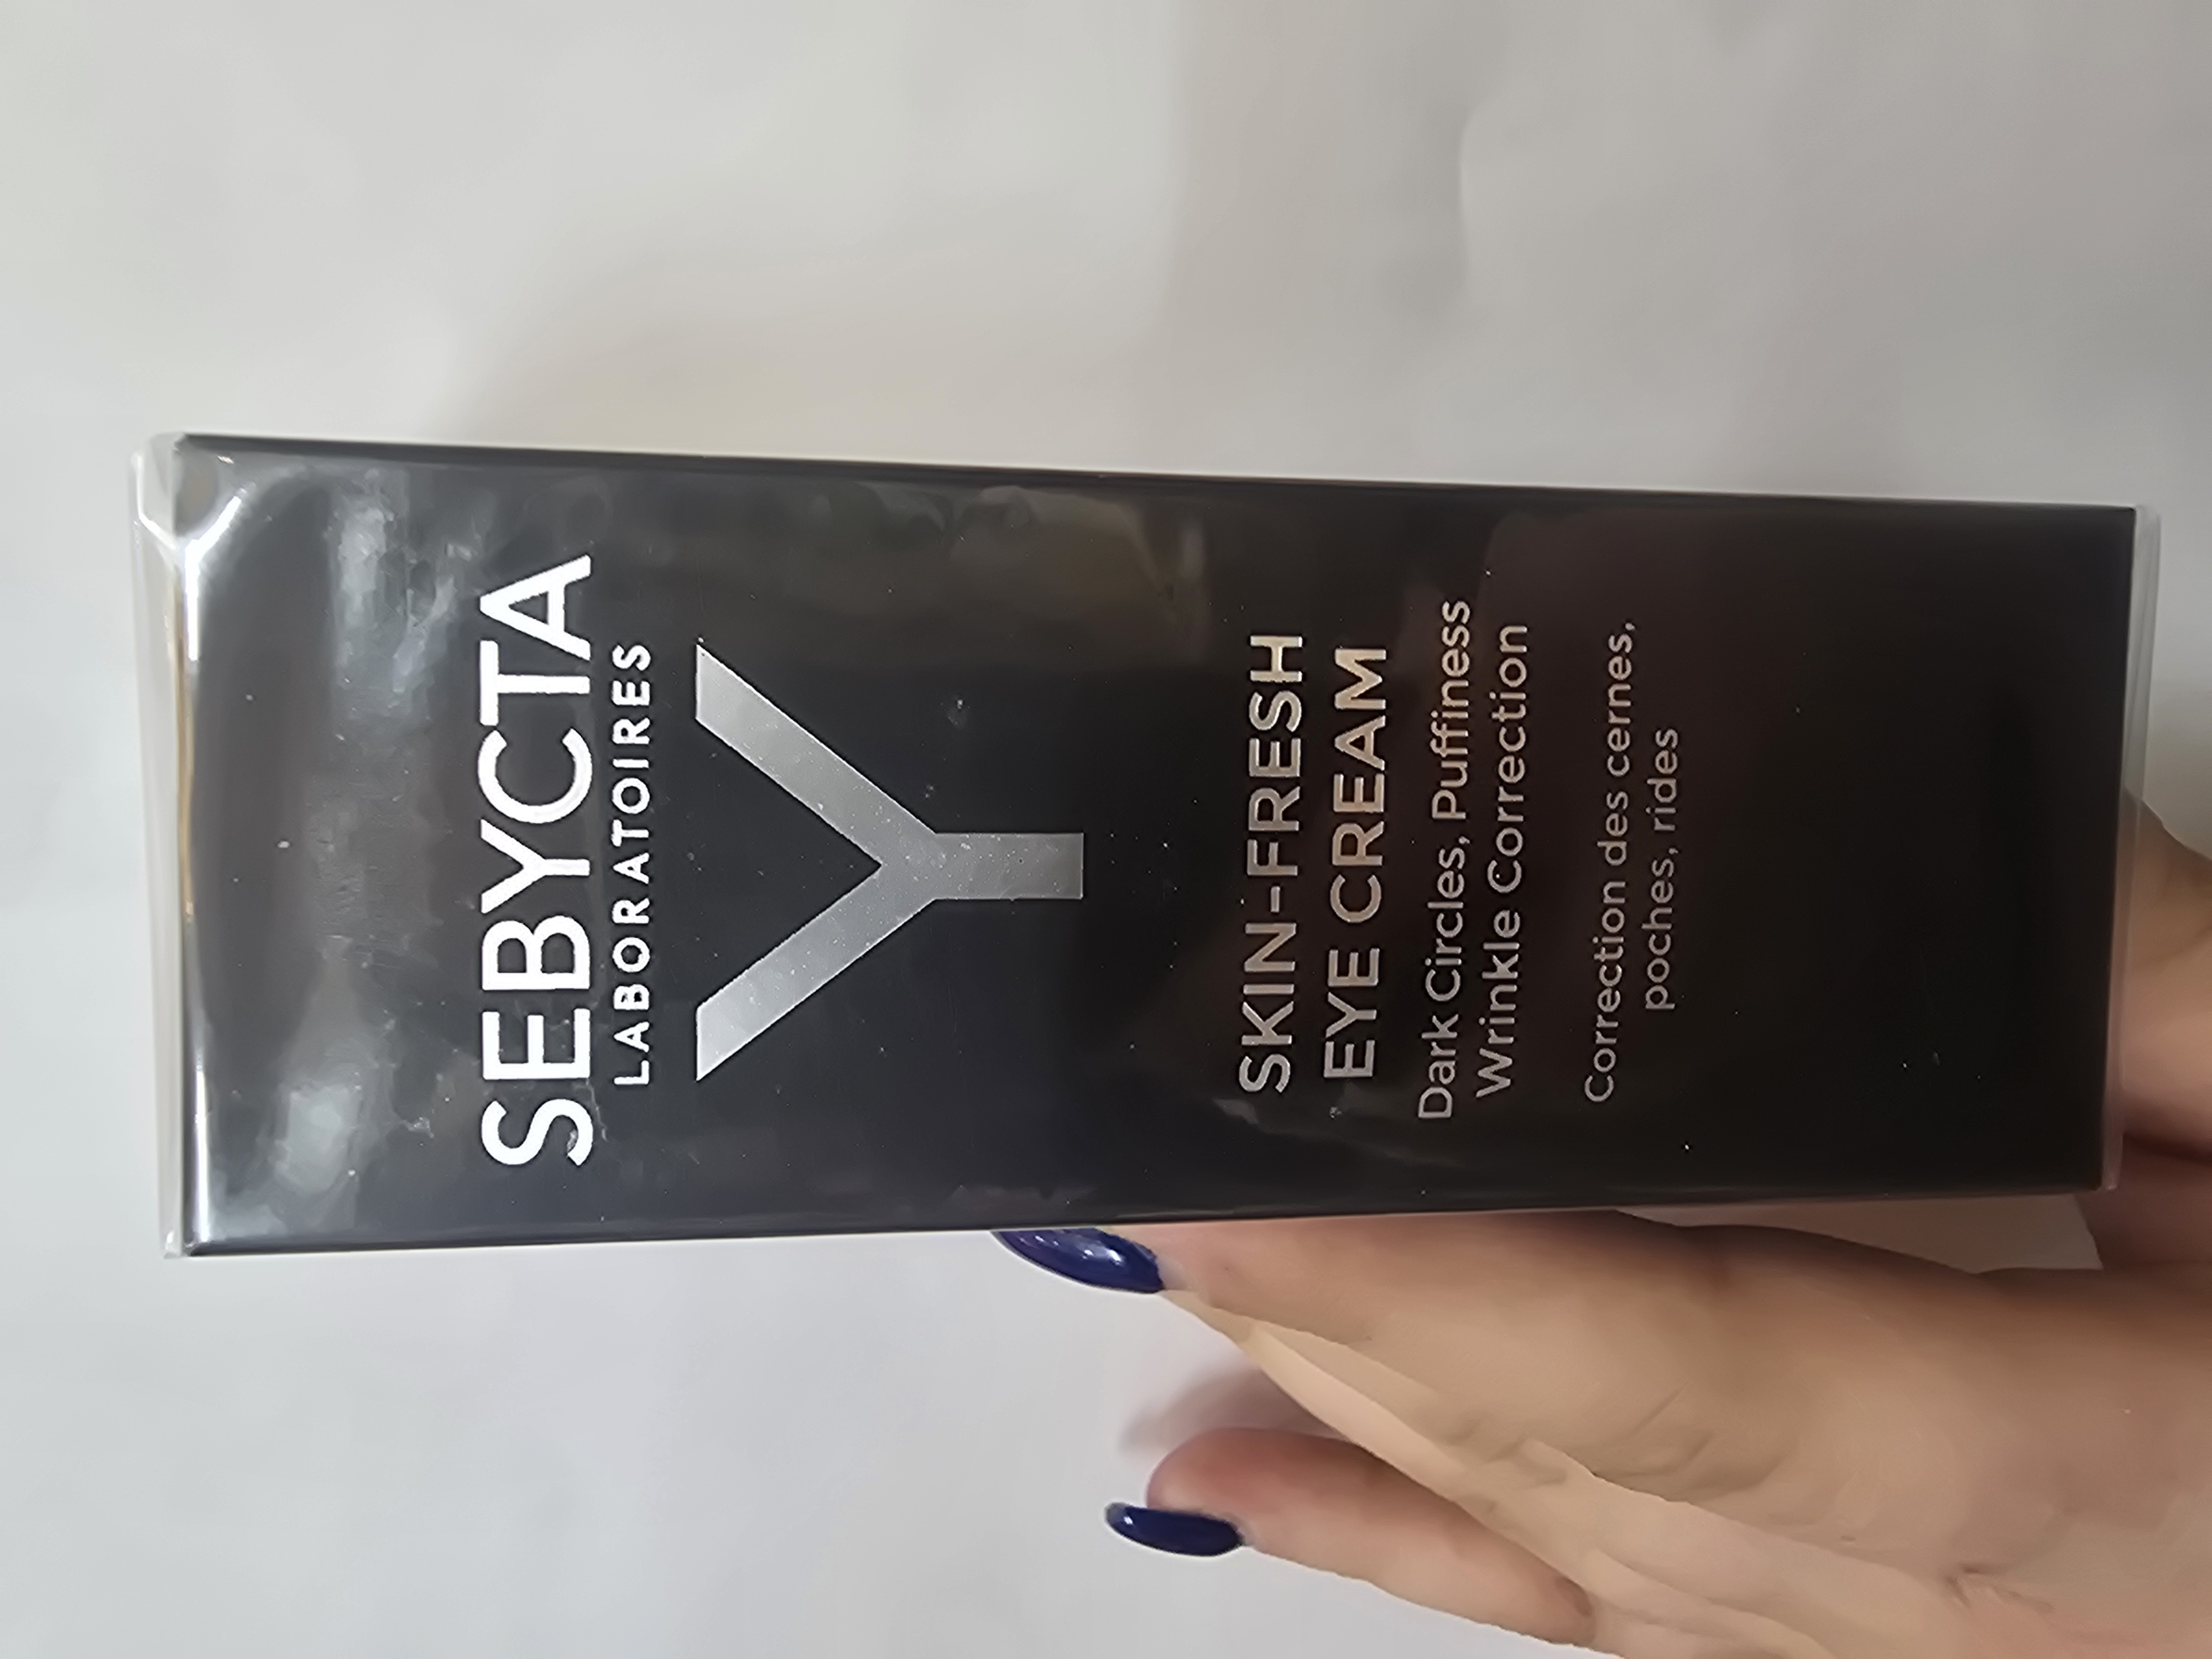 SEBYCTA
LABORATOIRES
Y
SKIN-FRESH
EYE CREAM
Dark Circles, Puffiness
Wrinkle Correction
Correction des cernes,
poches, rides